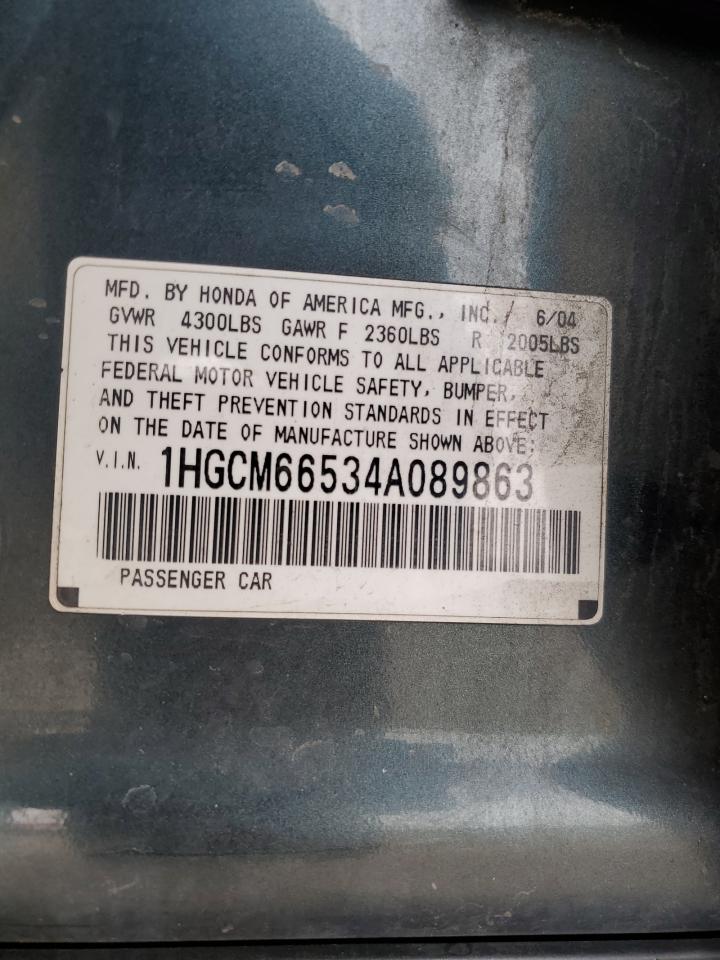 MFD. BY HONDA OF AMERICA MFG., INC./ 6/04
GVWR 4300LBS GAWR F 2360LBS R 2005LBS
THIS VEHICLE CONFORMS TO ALL APPLICABLE
FEDERAL MOTOR VEHICLE SAFETY, BUMPER,
AND THEFT PREVENTION STANDARDS IN EFFECT
ON THE DATE OF MANUFACTURE SHOWN ABOVE;
V.I.N. 1HGCM66534A089863
PASSENGER CAR